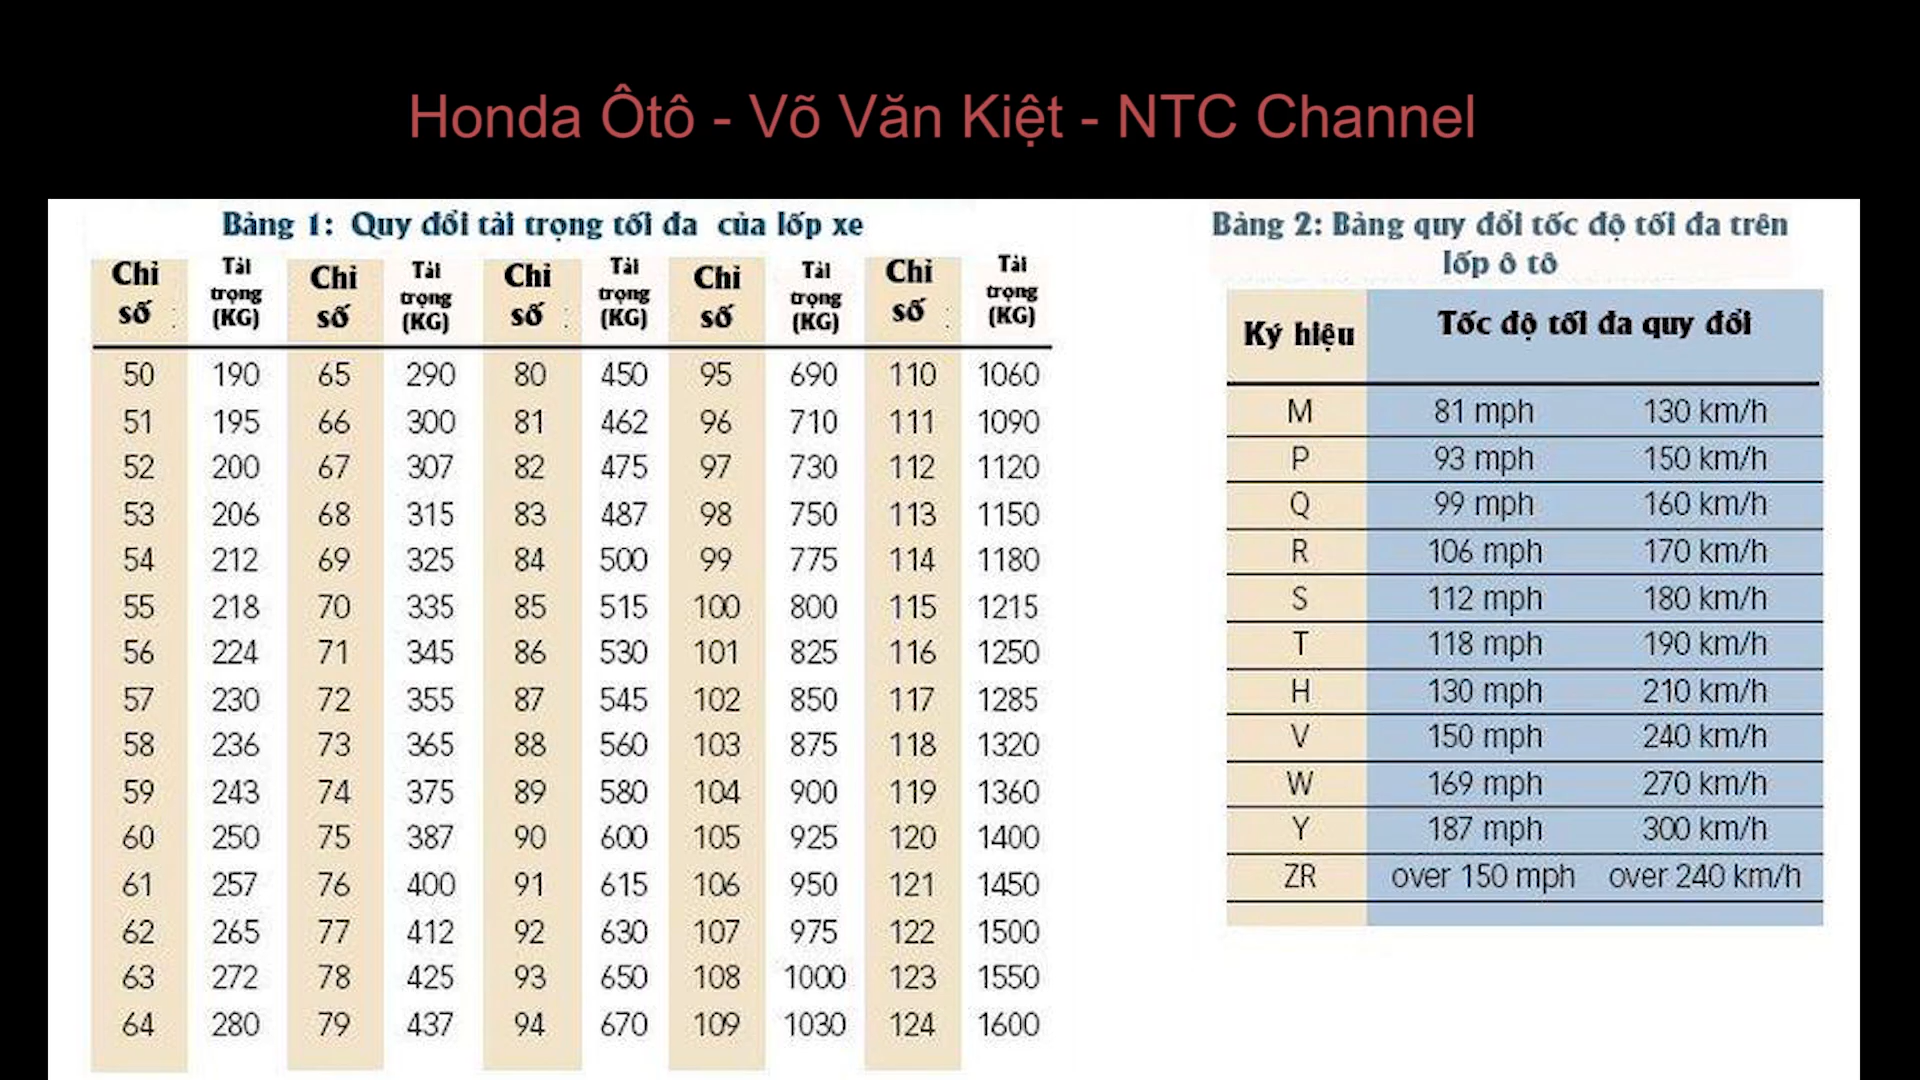 Honda Ôtô - Võ Văn Kiệt - NTC Channel
Bảng 1: Quy đổi tải trọng tối đa của lốp xe
Chỉ số Tải trọng (KG) Chỉ số Tải trọng (KG) Chỉ số Tải trọng (KG) Chỉ số Tải trọng (KG) Chỉ số Tải trọng (KG)
50 190 65 290 80 450 95 690 110 1060
51 195 66 300 81 462 96 710 111 1090
52 200 67 307 82 475 97 730 112 1120
53 206 68 315 83 487 98 750 113 1150
54 212 69 325 84 500 99 775 114 1180
55 218 70 335 85 515 100 800 115 1215
56 224 71 345 86 530 101 825 116 1250
57 230 72 355 87 545 102 850 117 1285
58 236 73 365 88 560 103 875 118 1320
59 243 74 375 89 580 104 900 119 1360
60 250 75 387 90 600 105 925 120 1400
61 257 76 400 91 615 106 950 121 1450
62 265 77 412 92 630 107 975 122 1500
63 272 78 425 93 650 108 1000 123 1550
64 280 79 437 94 670 109 1030 124 1600
Bảng 2: Bảng quy đổi tốc độ tối đa trên
lốp ô tô
Ký hiệu Tốc độ tối đa quy đổi
M 81 mph 130 km/h
P 93 mph 150 km/h
Q 99 mph 160 km/h
R 106 mph 170 km/h
S 112 mph 180 km/h
T 118 mph 190 km/h
H 130 mph 210 km/h
V 150 mph 240 km/h
W 169 mph 270 km/h
Y 187 mph 300 km/h
ZR over 150 mph over 240 km/h